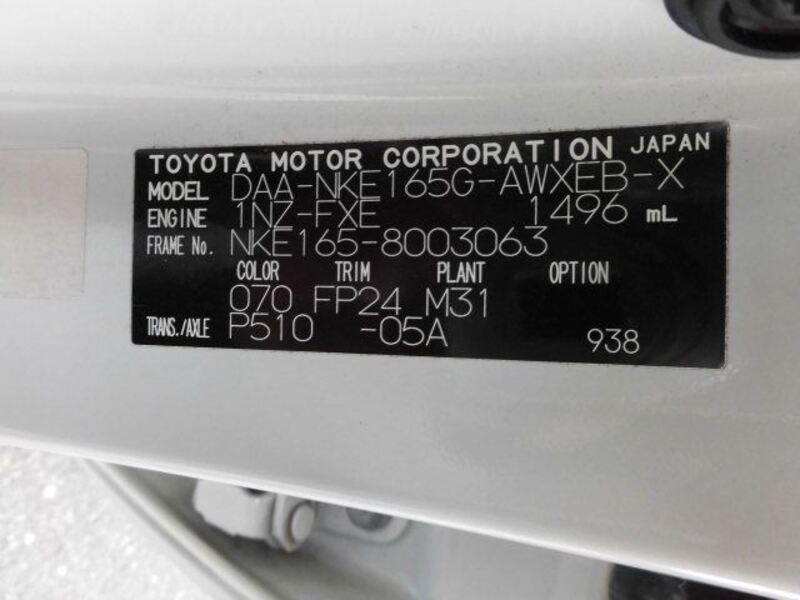 TOYOTA MOTOR CORPORATION JAPAN
MODEL DAA-NKE165G-AWXEB-X
ENGINE 1NZ-FXE 1496 mL
FRAME No. NKE165-8003063
COLOR TRIM PLANT OPTION
070 FP24 M31
TRANS./AXLE P510 -05A 938